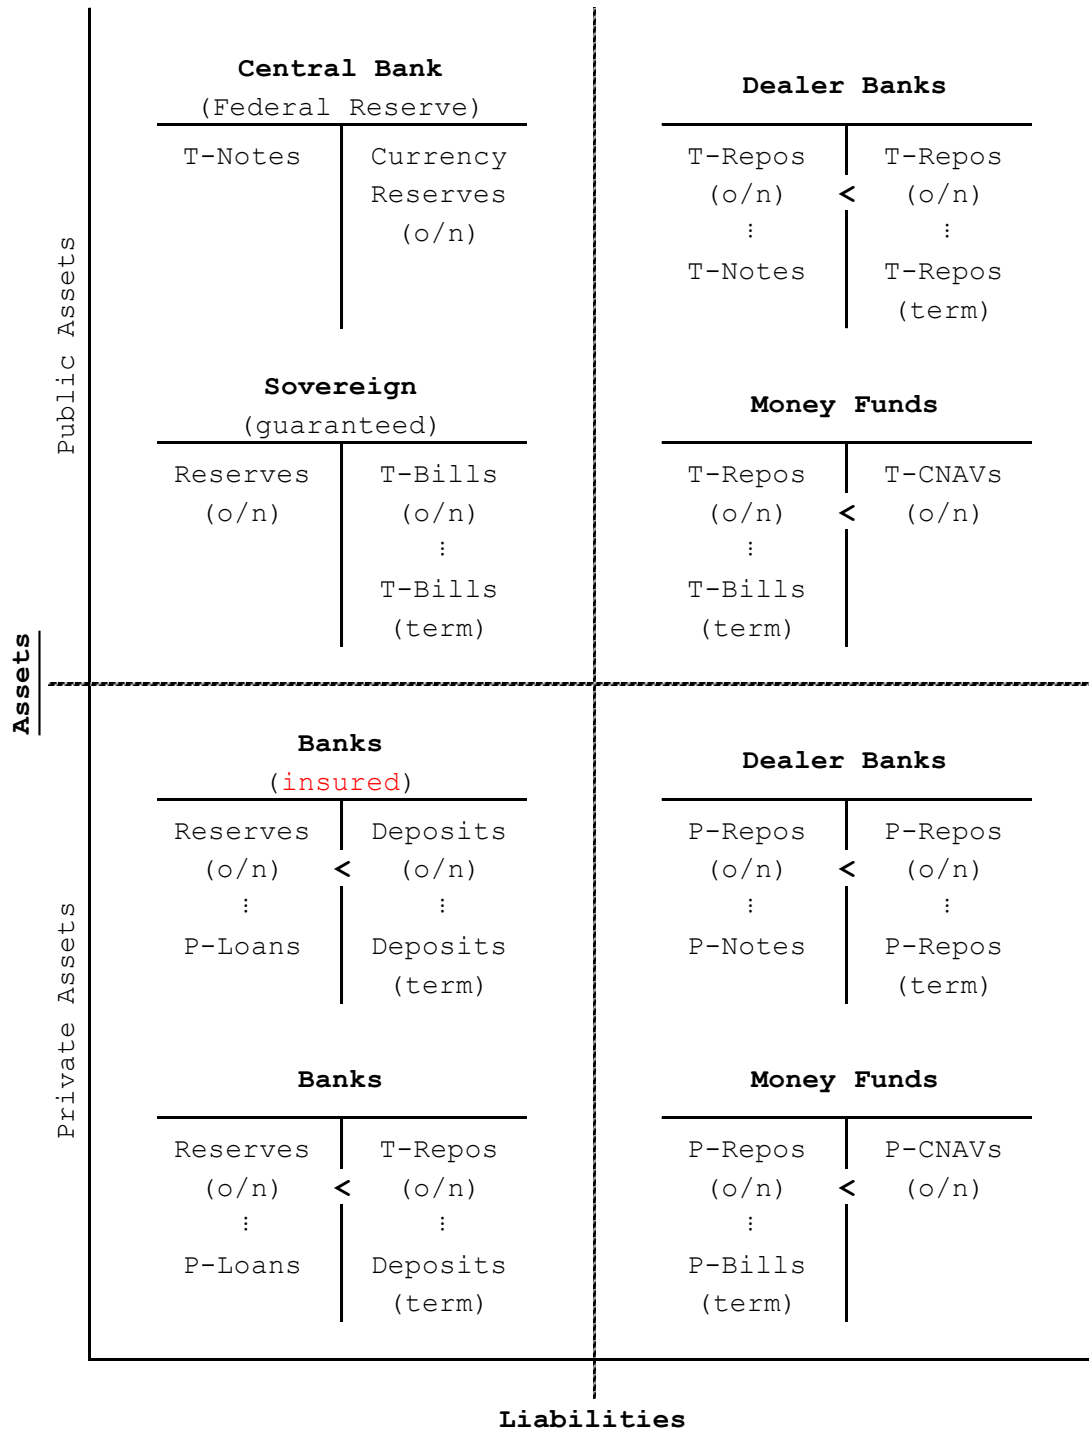 Central Bank
(Federal Reserve)
T-Notes
Currency
Reserves
(o/n)
Dealer Banks
T-Repos
(o/n)
⋮
T-Notes
<
T-Repos
(o/n)
⋮
T-Repos
(term)
Public Assets
Sovereign
(guaranteed)
Reserves
(o/n)
T-Bills
(o/n)
⋮
T-Bills
(term)
Money Funds
T-Repos
(o/n)
⋮
T-Bills
(term)
<
T-CNAVs
(o/n)
Assets
Banks
(insured)
Reserves
(o/n)
⋮
P-Loans
<
Deposits
(o/n)
⋮
Deposits
(term)
Dealer Banks
P-Repos
(o/n)
⋮
P-Notes
<
P-Repos
(o/n)
⋮
P-Repos
(term)
Private Assets
Banks
Reserves
(o/n)
⋮
P-Loans
<
T-Repos
(o/n)
⋮
Deposits
(term)
Money Funds
P-Repos
(o/n)
⋮
P-Bills
(term)
<
P-CNAVs
(o/n)
Liabilities